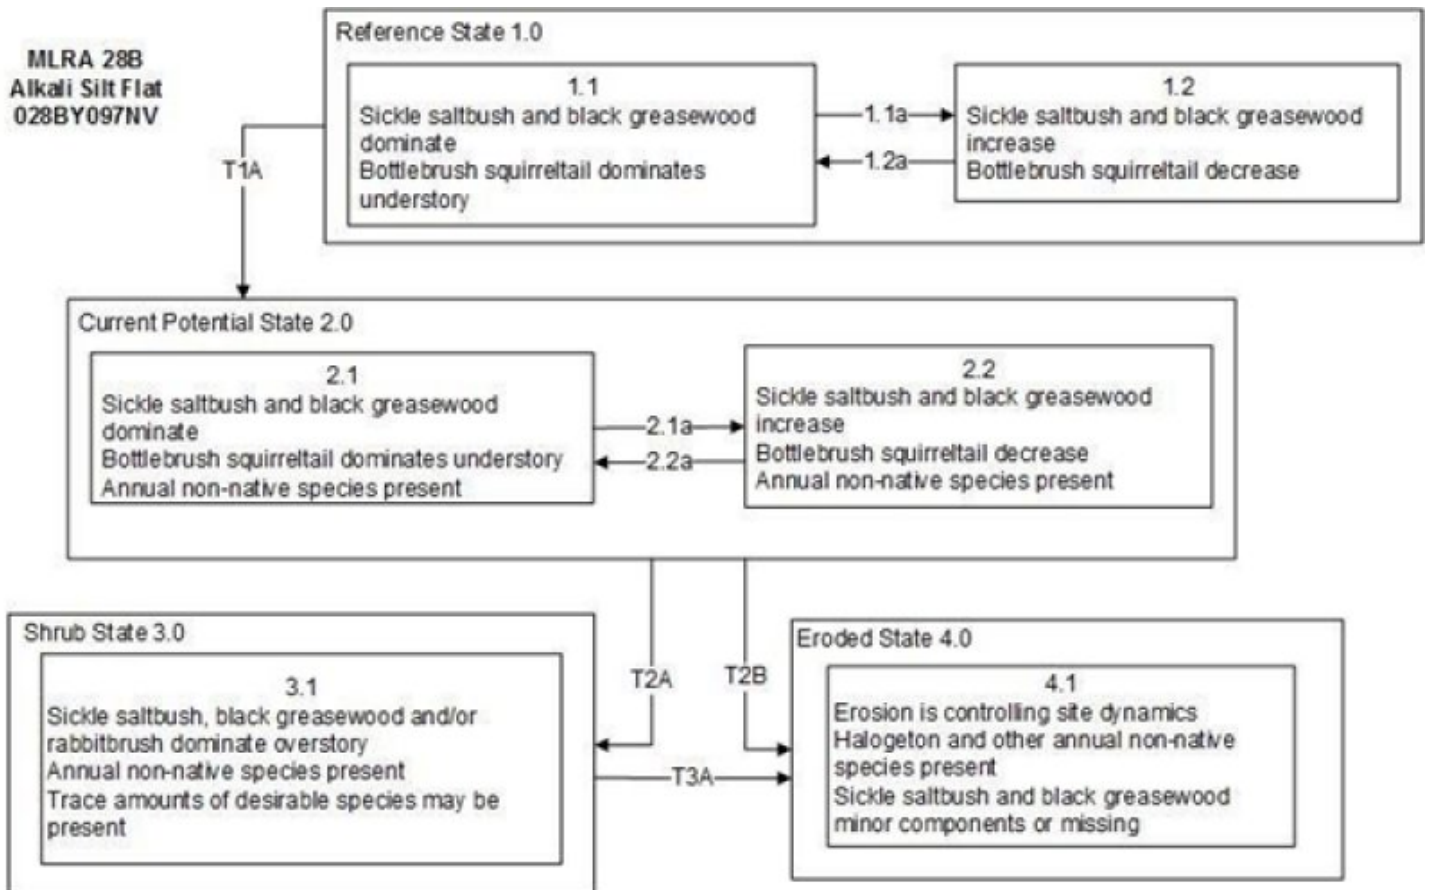 MLRA 28B
Alkali Silt Flat
028BY097NV
Reference State 1.0
1.1
Sickle saltbush and black greasewood
dominate
Bottlebrush squirreltail dominates
understory
1.1a
1.2a
1.2
Sickle saltbush and black greasewood
increase
Bottlebrush squirreltail decrease
T1A
Current Potential State 2.0
2.1
Sickle saltbush and black greasewood
dominate
Bottlebrush squirreltail dominates understory
Annual non-native species present
2.1a
2.2a
2.2
Sickle saltbush and black greasewood
increase
Bottlebrush squirreltail decrease
Annual non-native species present
T2A
T2B
Shrub State 3.0
3.1
Sickle saltbush, black greasewood and/or
rabbitbrush dominate overstory
Annual non-native species present
Trace amounts of desirable species may be
present
T3A
Eroded State 4.0
4.1
Erosion is controlling site dynamics
Halogeton and other annual non-native
species present
Sickle saltbush and black greasewood
minor components or missing